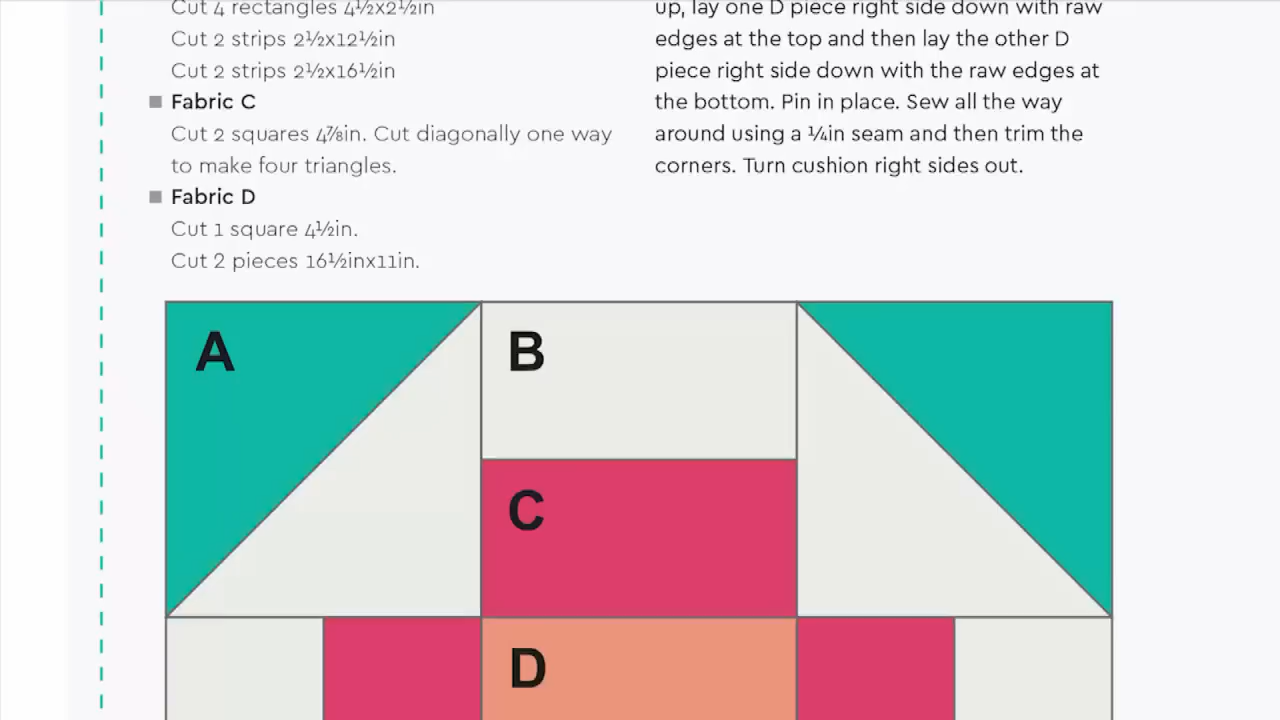 Cut 4 rectangles 4½x2½in
Cut 2 strips 2½x12½in
Cut 2 strips 2½x16½in
Fabric C
Cut 2 squares 4⅞in. Cut diagonally one way
to make four triangles.
Fabric D
Cut 1 square 4½in.
Cut 2 pieces 16½inx11in.
up, lay one D piece right side down with raw
edges at the top and then lay the other D
piece right side down with the raw edges at
the bottom. Pin in place. Sew all the way
around using a ¼in seam and then trim the
corners. Turn cushion right sides out.
A
B
C
D